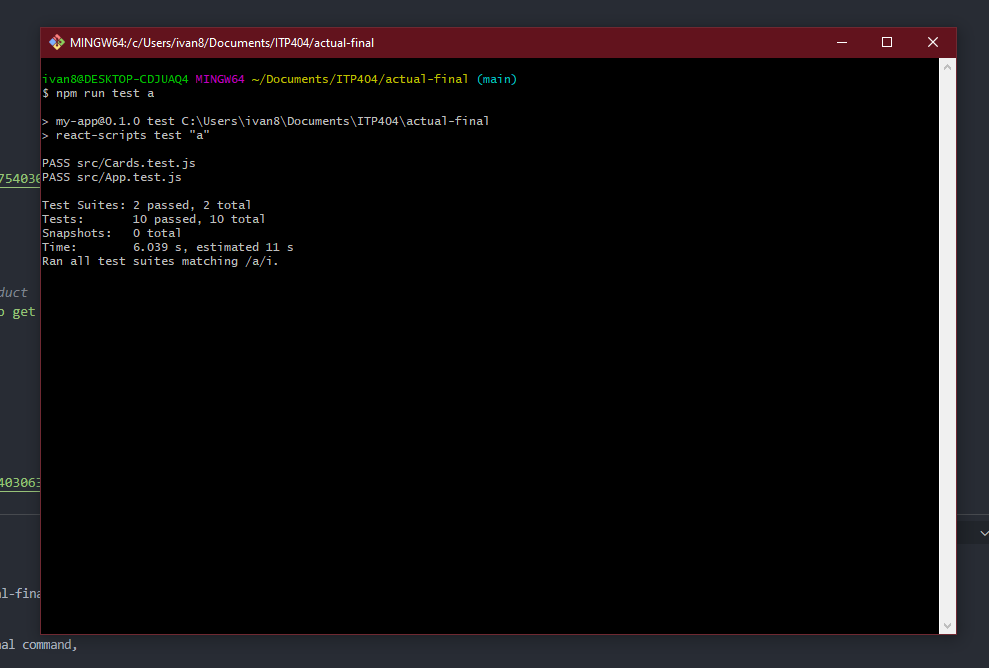 MINGW64:/c/Users/ivan8/Documents/ITP404/actual-final
ivan8@DESKTOP-CDJUAQ4 MINGW64 ~/Documents/ITP404/actual-final (main)
$ npm run test a
> my-app@0.1.0 test C:\Users\ivan8\Documents\ITP404\actual-final
> react-scripts test "a"
PASS src/Cards.test.js
75403
PASS src/App.test.js
Test Suites: 2 passed, 2 total
Tests:       10 passed, 10 total
Snapshots:   0 total
Time:        6.039 s, estimated 11 s
Ran all test suites matching /a/i.
duct
o get
403063
al-fina
nal command,